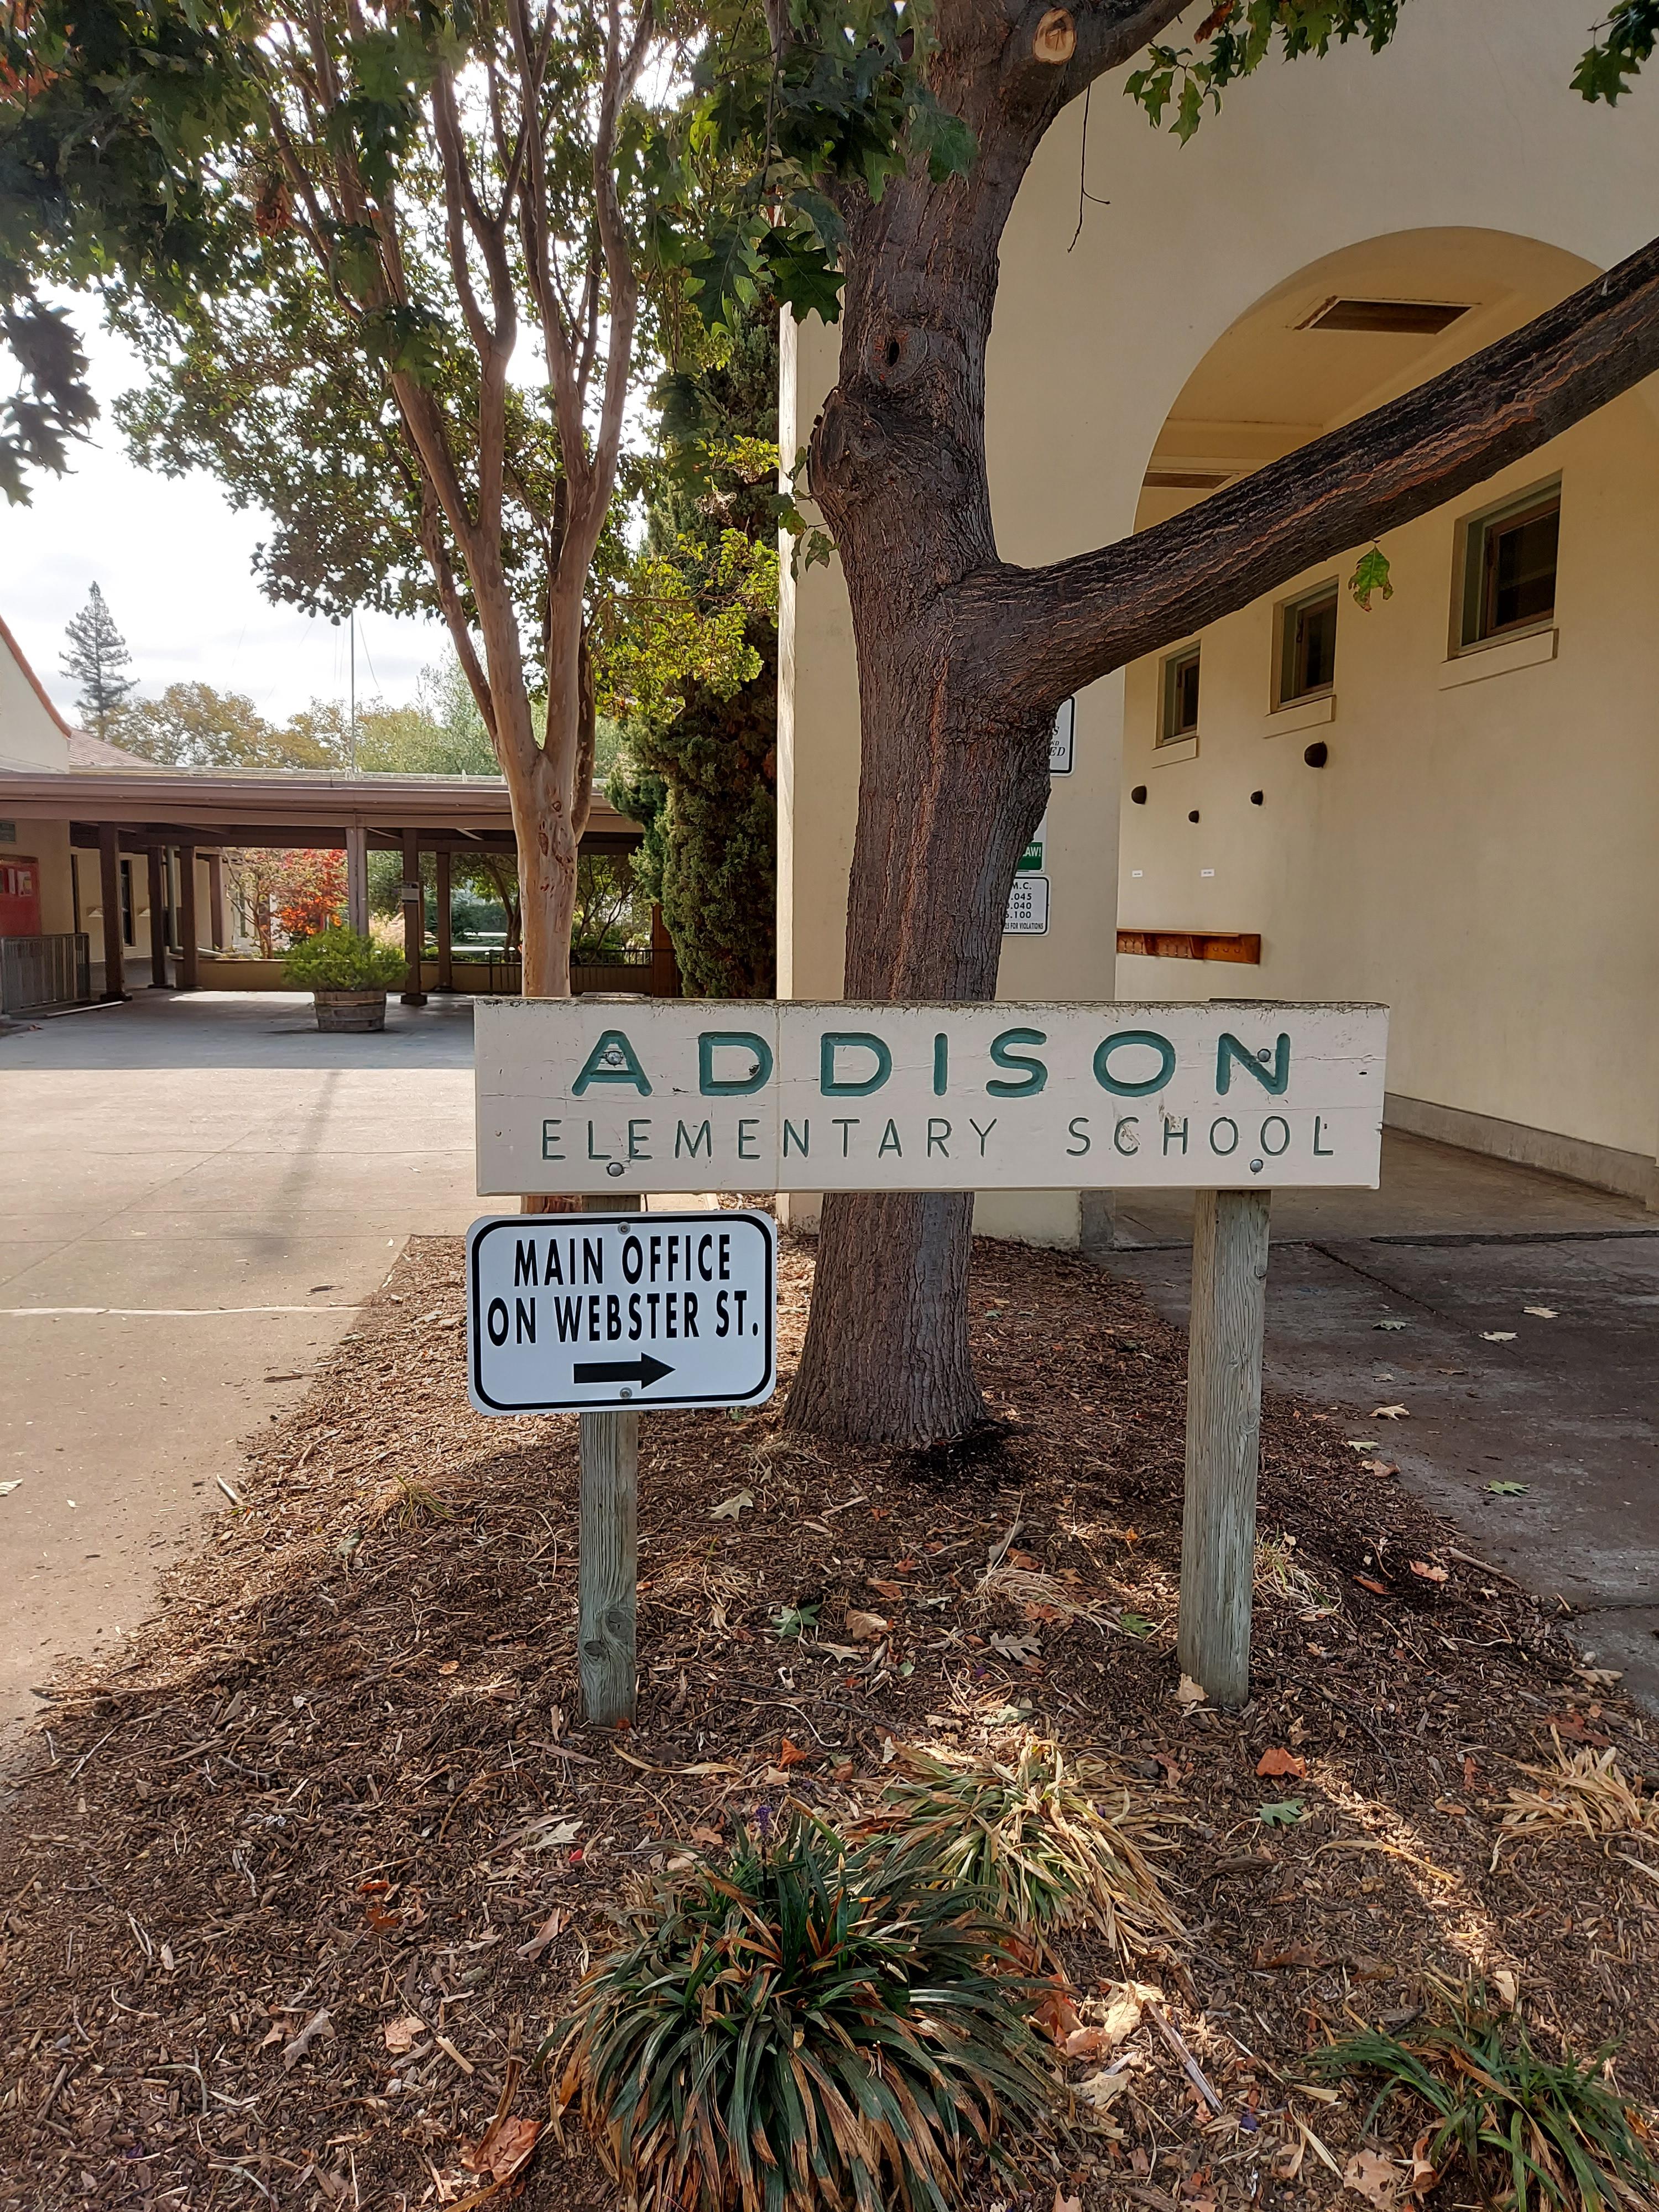 ADDISON
ELEMENTARY SCHOOL
MAIN OFFICE
ON WEBSTER ST.